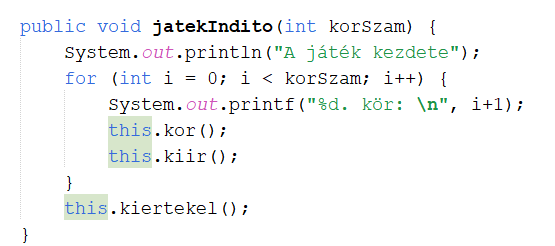 public void jatekIndito(int korSzam) {
    System.out.println("A játék kezdete");
    for (int i = 0; i < korSzam; i++) {
        System.out.printf("%d. kör: \n", i+1);
        this.kor();
        this.kiir();
    }
    this.kiertekel();
}